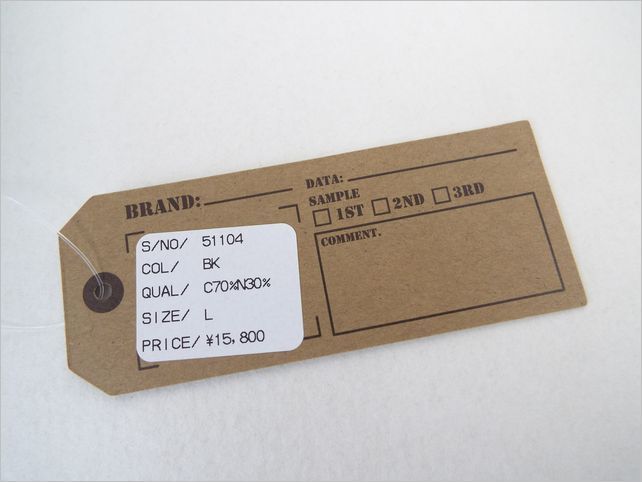 BRAND:
DATA:
SAMPLE
1ST 2ND 3RD
COMMENT.
S/NO/ 51104
COL/ BK
QUAL/ C70%N30%
SIZE/ L
PRICE/ ¥15,800